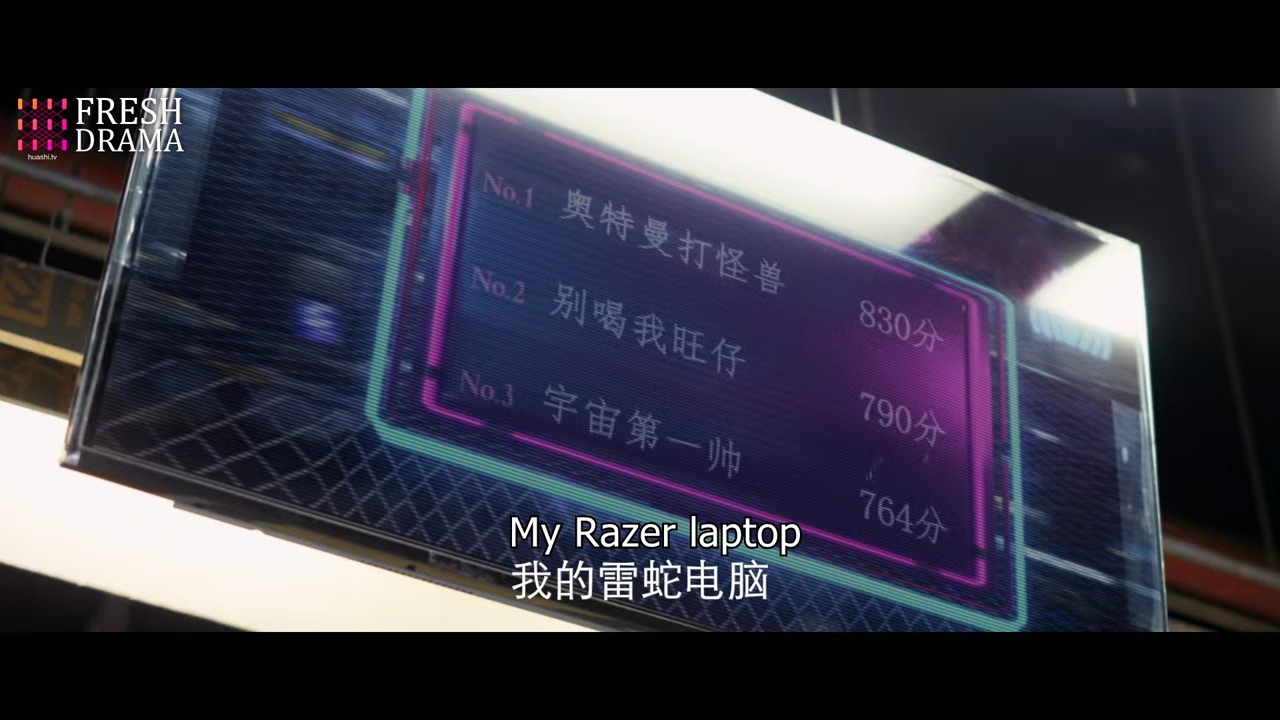 FRESH
DRAMA
huashi.tv
No.1 奥特曼打怪兽 830分
No.2 别喝我旺仔 790分
No.3 宇宙第一帅 764分
My Razer laptop
我的雷蛇电脑